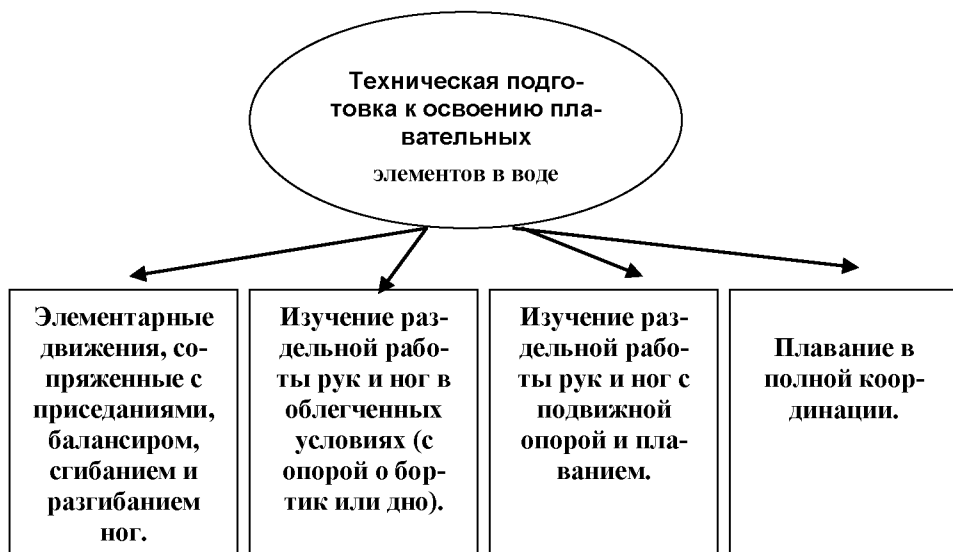 Техническая подго-
товка к освоению пла-
вательных
элементов в воде
Элементарные
движения, со-
пряженные с
приседаниями,
балансиром,
сгибанием и
разгибанием
ног.
Изучение раз-
дельной рабо-
ты рук и ног в
облегченных
условиях (с
опорой о бор-
тик или дно).
Изучение раз-
дельной рабо-
ты рук и ног с
подвижной
опорой и пла-
ванием.
Плавание в
полной коор-
динации.